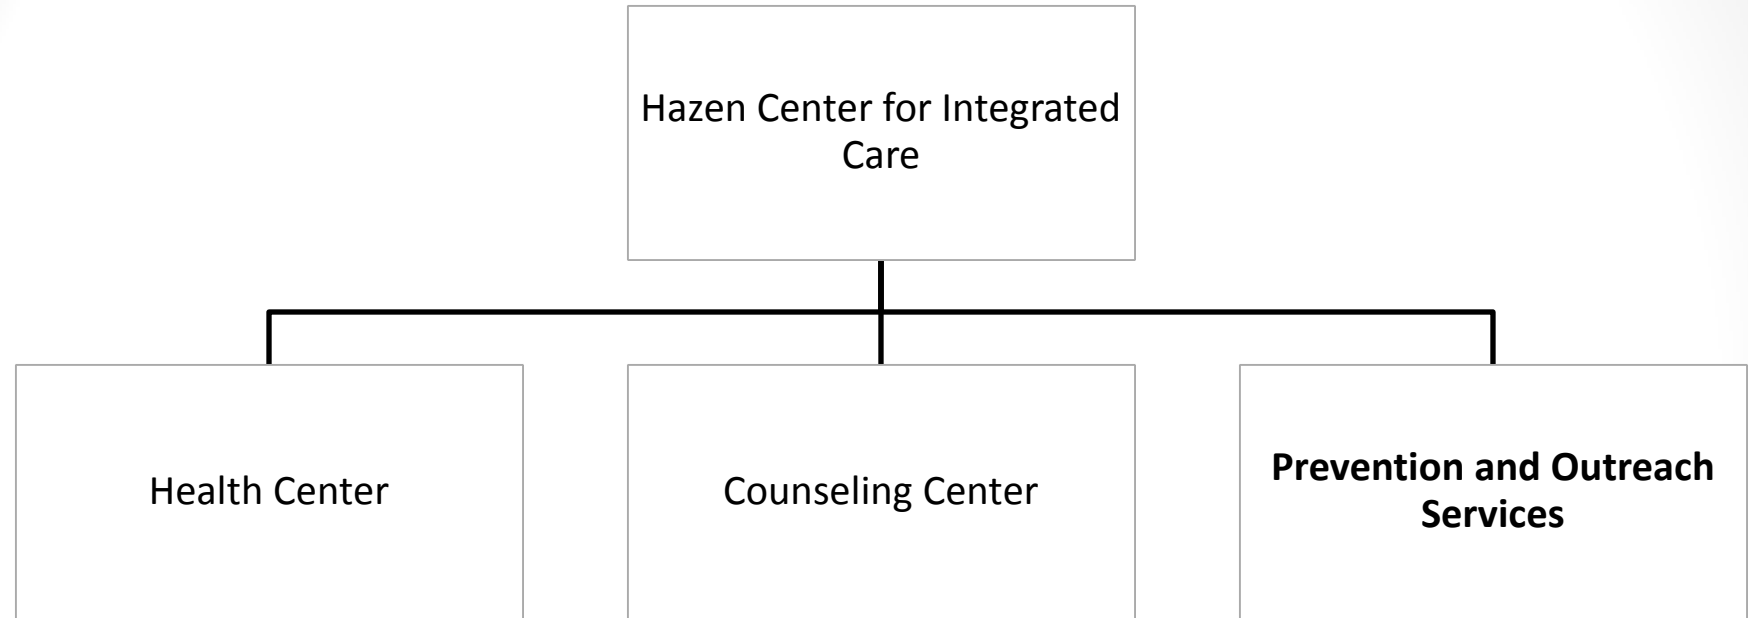 Hazen Center for Integrated
Care
Health Center
Counseling Center
Prevention and Outreach
Services